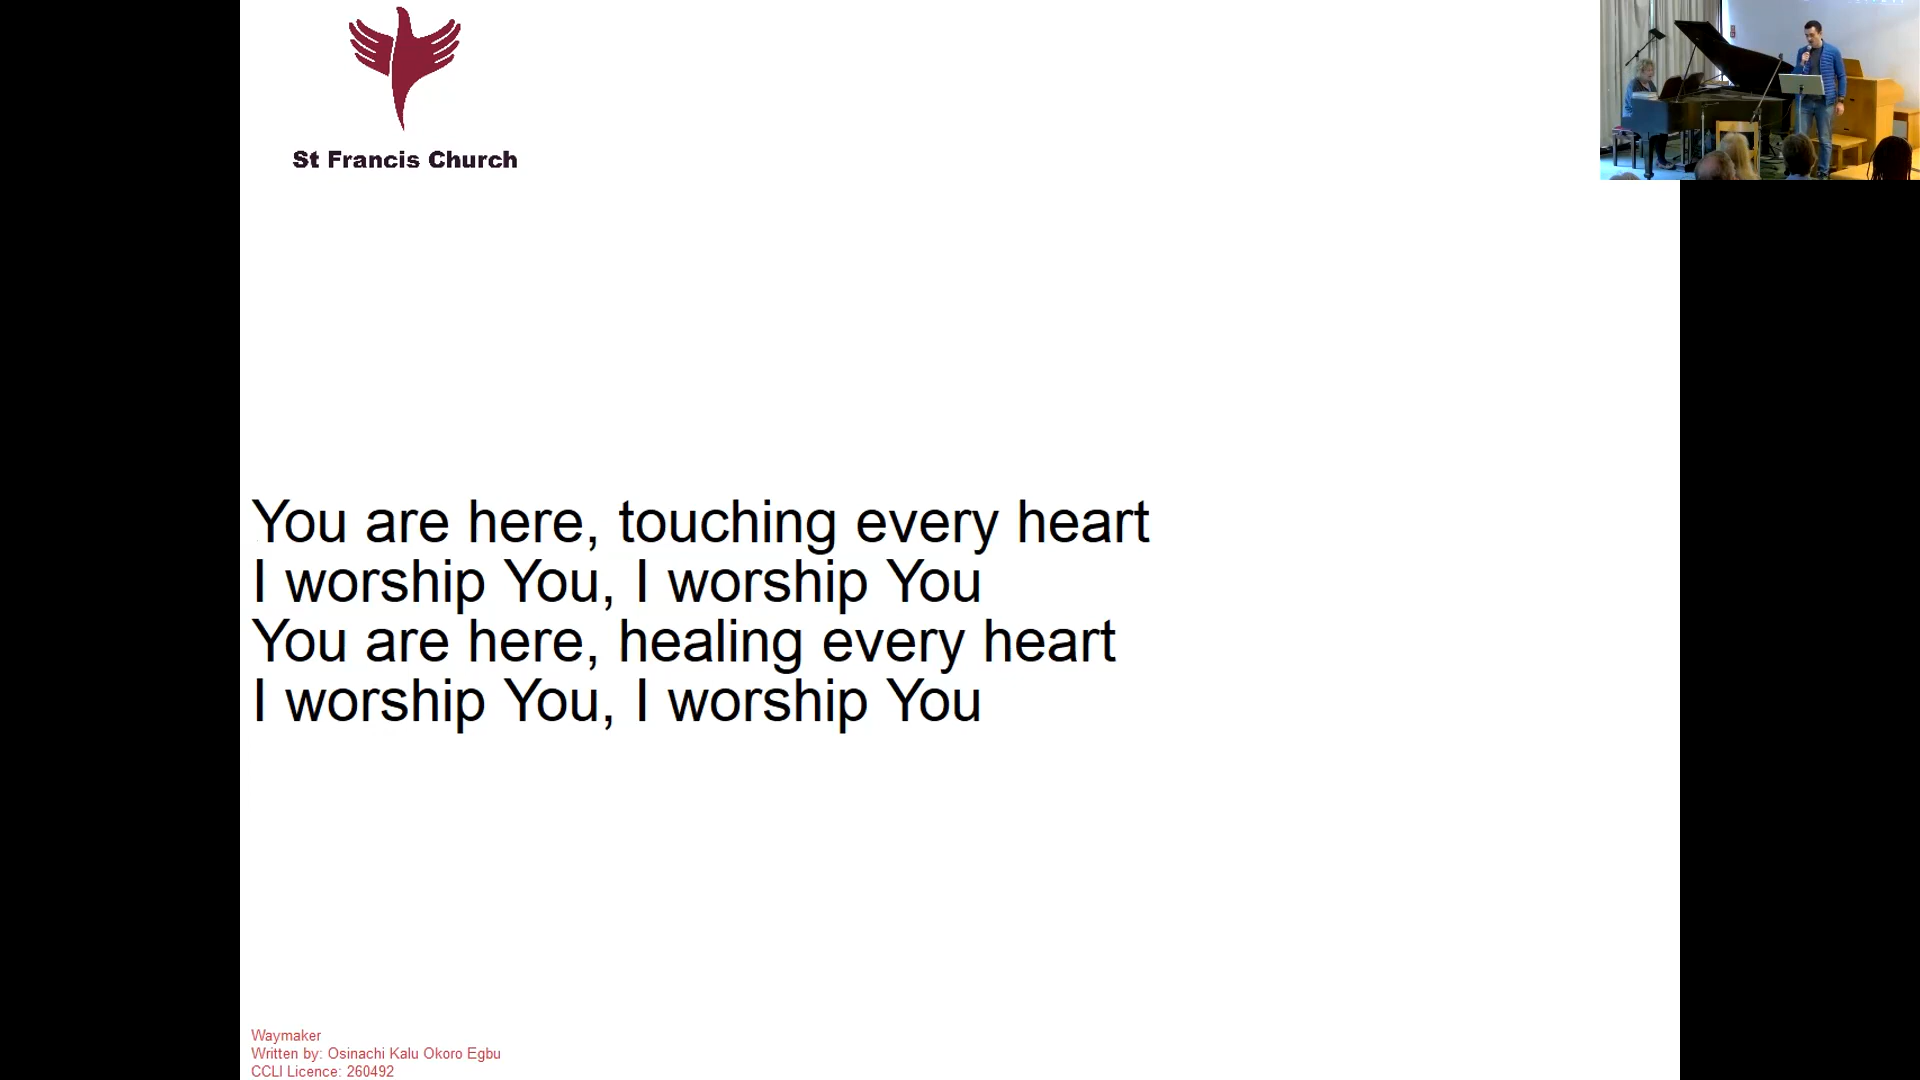 St Francis Church
You are here, touching every heart
I worship You, I worship You
You are here, healing every heart
I worship You, I worship You
Waymaker
Written by: Osinachi Kalu Okoro Egbu
CCLI Licence: 260492